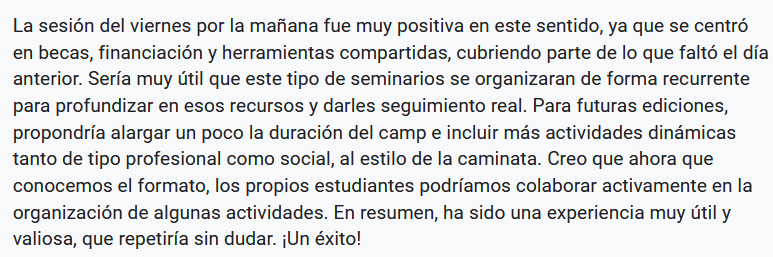 La sesión del viernes por la mañana fue muy positiva en este sentido, ya que se centró
en becas, financiación y herramientas compartidas, cubriendo parte de lo que faltó el día
anterior. Sería muy útil que este tipo de seminarios se organizaran de forma recurrente
para profundizar en esos recursos y darles seguimiento real. Para futuras ediciones,
propondría alargar un poco la duración del camp e incluir más actividades dinámicas
tanto de tipo profesional como social, al estilo de la caminata. Creo que ahora que
conocemos el formato, los propios estudiantes podríamos colaborar activamente en la
organización de algunas actividades. En resumen, ha sido una experiencia muy útil y
valiosa, que repetiría sin dudar. ¡Un éxito!